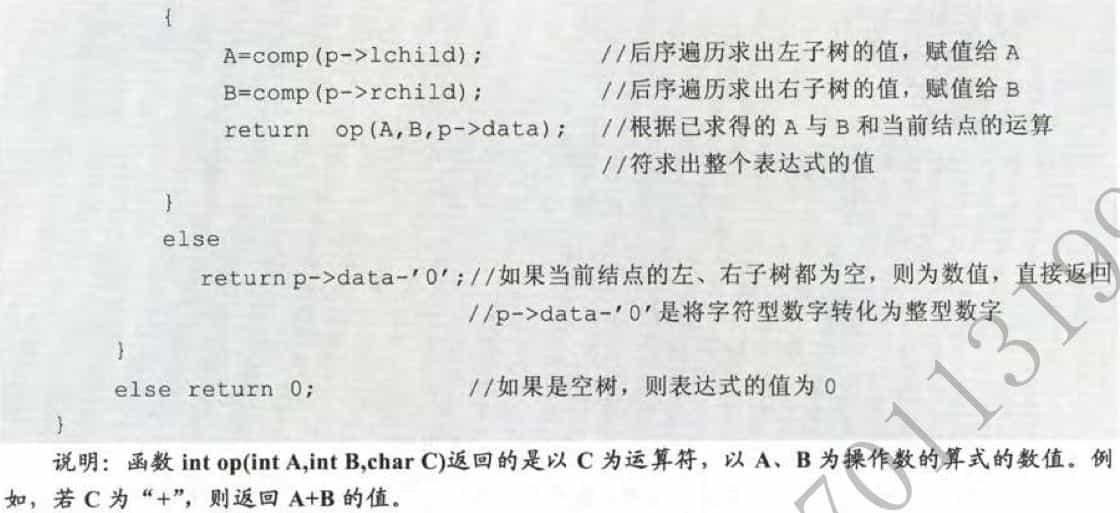 {
A=comp(p->lchild); //后序遍历求出左子树的值，赋值给 A
B=comp(p->rchild); //后序遍历求出右子树的值，赋值给 B
return op(A,B,p->data); //根据已求得的 A 与 B 和当前结点的运算
//符求出整个表达式的值
}
else
return p->data-'0';//如果当前结点的左、右子树都为空，则为数值，直接返回
//p->data-'0'是将字符型数字转化为整型数字
}
else return 0; //如果是空树，则表达式的值为 0
}
说明：函数 int op(int A,int B,char C)返回的是以 C 为运算符，以 A、B 为操作数的算式的数值。例
如，若 C 为“+”，则返回 A+B 的值。